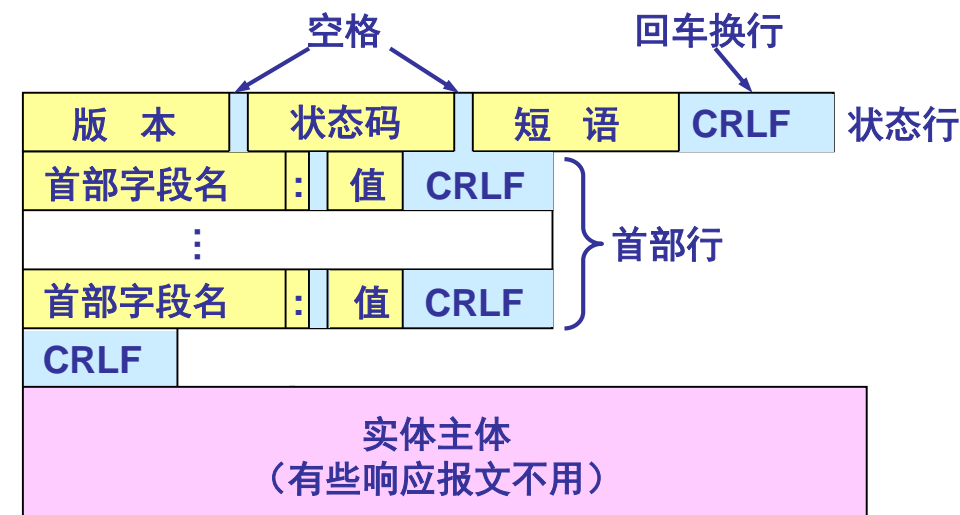 空格 回车换行
版 本 状态码 短 语 CRLF 状态行
首部字段名 : 值 CRLF
⋮ 首部行
首部字段名 : 值 CRLF
CRLF
实体主体
（有些响应报文不用）